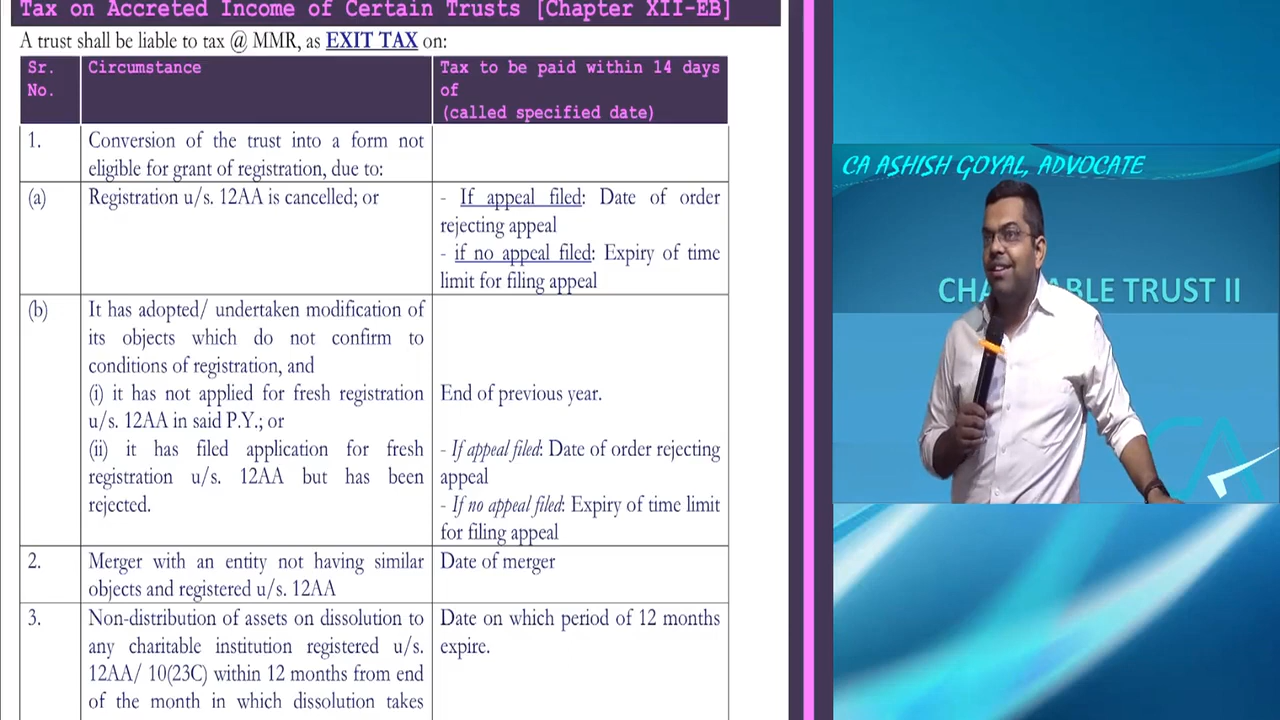 Tax on Accreted Income of Certain Trusts [Chapter XII-EB]
A trust shall be liable to tax @ MMR, as EXIT TAX on:
Sr. No.
Circumstance
Tax to be paid within 14 days
of
(called specified date)
1.
Conversion of the trust into a form not
eligible for grant of registration, due to:
(a)
Registration u/s. 12AA is cancelled; or
- If appeal filed: Date of order
rejecting appeal
- if no appeal filed: Expiry of time
limit for filing appeal
(b)
It has adopted/ undertaken modification of
its objects which do not confirm to
conditions of registration, and
(i) it has not applied for fresh registration
u/s. 12AA in said P.Y.; or
End of previous year.
(ii) it has filed application for fresh
registration u/s. 12AA but has been
rejected.
- If appeal filed: Date of order rejecting
appeal
- If no appeal filed: Expiry of time limit
for filing appeal
2.
Merger with an entity not having similar
objects and registered u/s. 12AA
Date of merger
3.
Non-distribution of assets on dissolution to
any charitable institution registered u/s.
12AA/ 10(23C) within 12 months from end
of the month in which dissolution takes
Date on which period of 12 months
expire.
CA ASHISH GOYAL, ADVOCATE
CHA ABLE TRUST II
CA